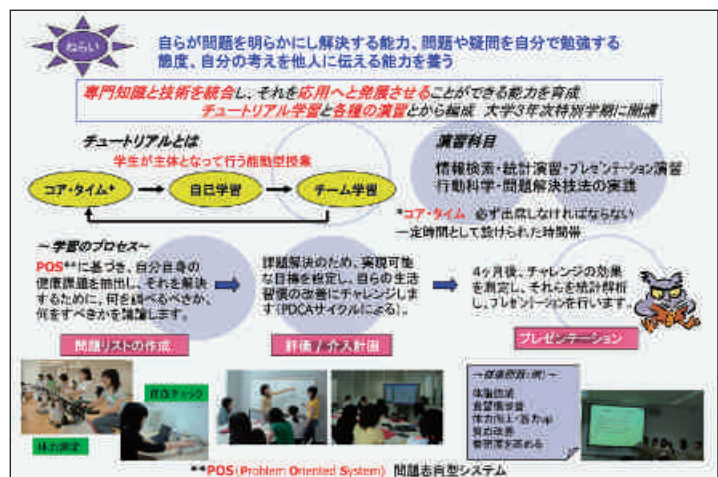 ねらい
自らが問題を明らかにし解決する能力、問題や疑問を自分で勉強する
態度、自分の考えを他人に伝える能力を養う
専門知識と技術を統合し、それを応用へと発展させることができる能力を育成
チュートリアル学習と各種の演習とから編成 大学3年次特別学期に開講
チュートリアルとは
学生が主体となって行う能動型授業
コア・タイム*
自己学習
チーム学習
演習科目
情報検索・統計演習・プレゼンテーション演習
行動科学・問題解決技法の実践
*コア・タイム 必ず出席しなければならない
一定時間として設けられた時間帯
~学習のプロセス~
POS**に基づき、自分自身の
健康課題を抽出し、それを解決
するために、何を調べるべきか、
何をすべきかを議論します。
課題解決のため、実現可能
な目標を設定し、自らの生活
習慣の改善にチャレンジしま
す(PDCAサイクルによる)。
4ヶ月後、チャレンジの効果
を測定し、それらを統計解析
し、プレゼンテーションを行います。
問題リストの作成
評価/介入計画
プレゼンテーション
体力測定
~健康問題(例)~
体脂肪減
食習慣改善
体力向上・筋力up
**POS(Problem Oriented System) 問題志向型システム